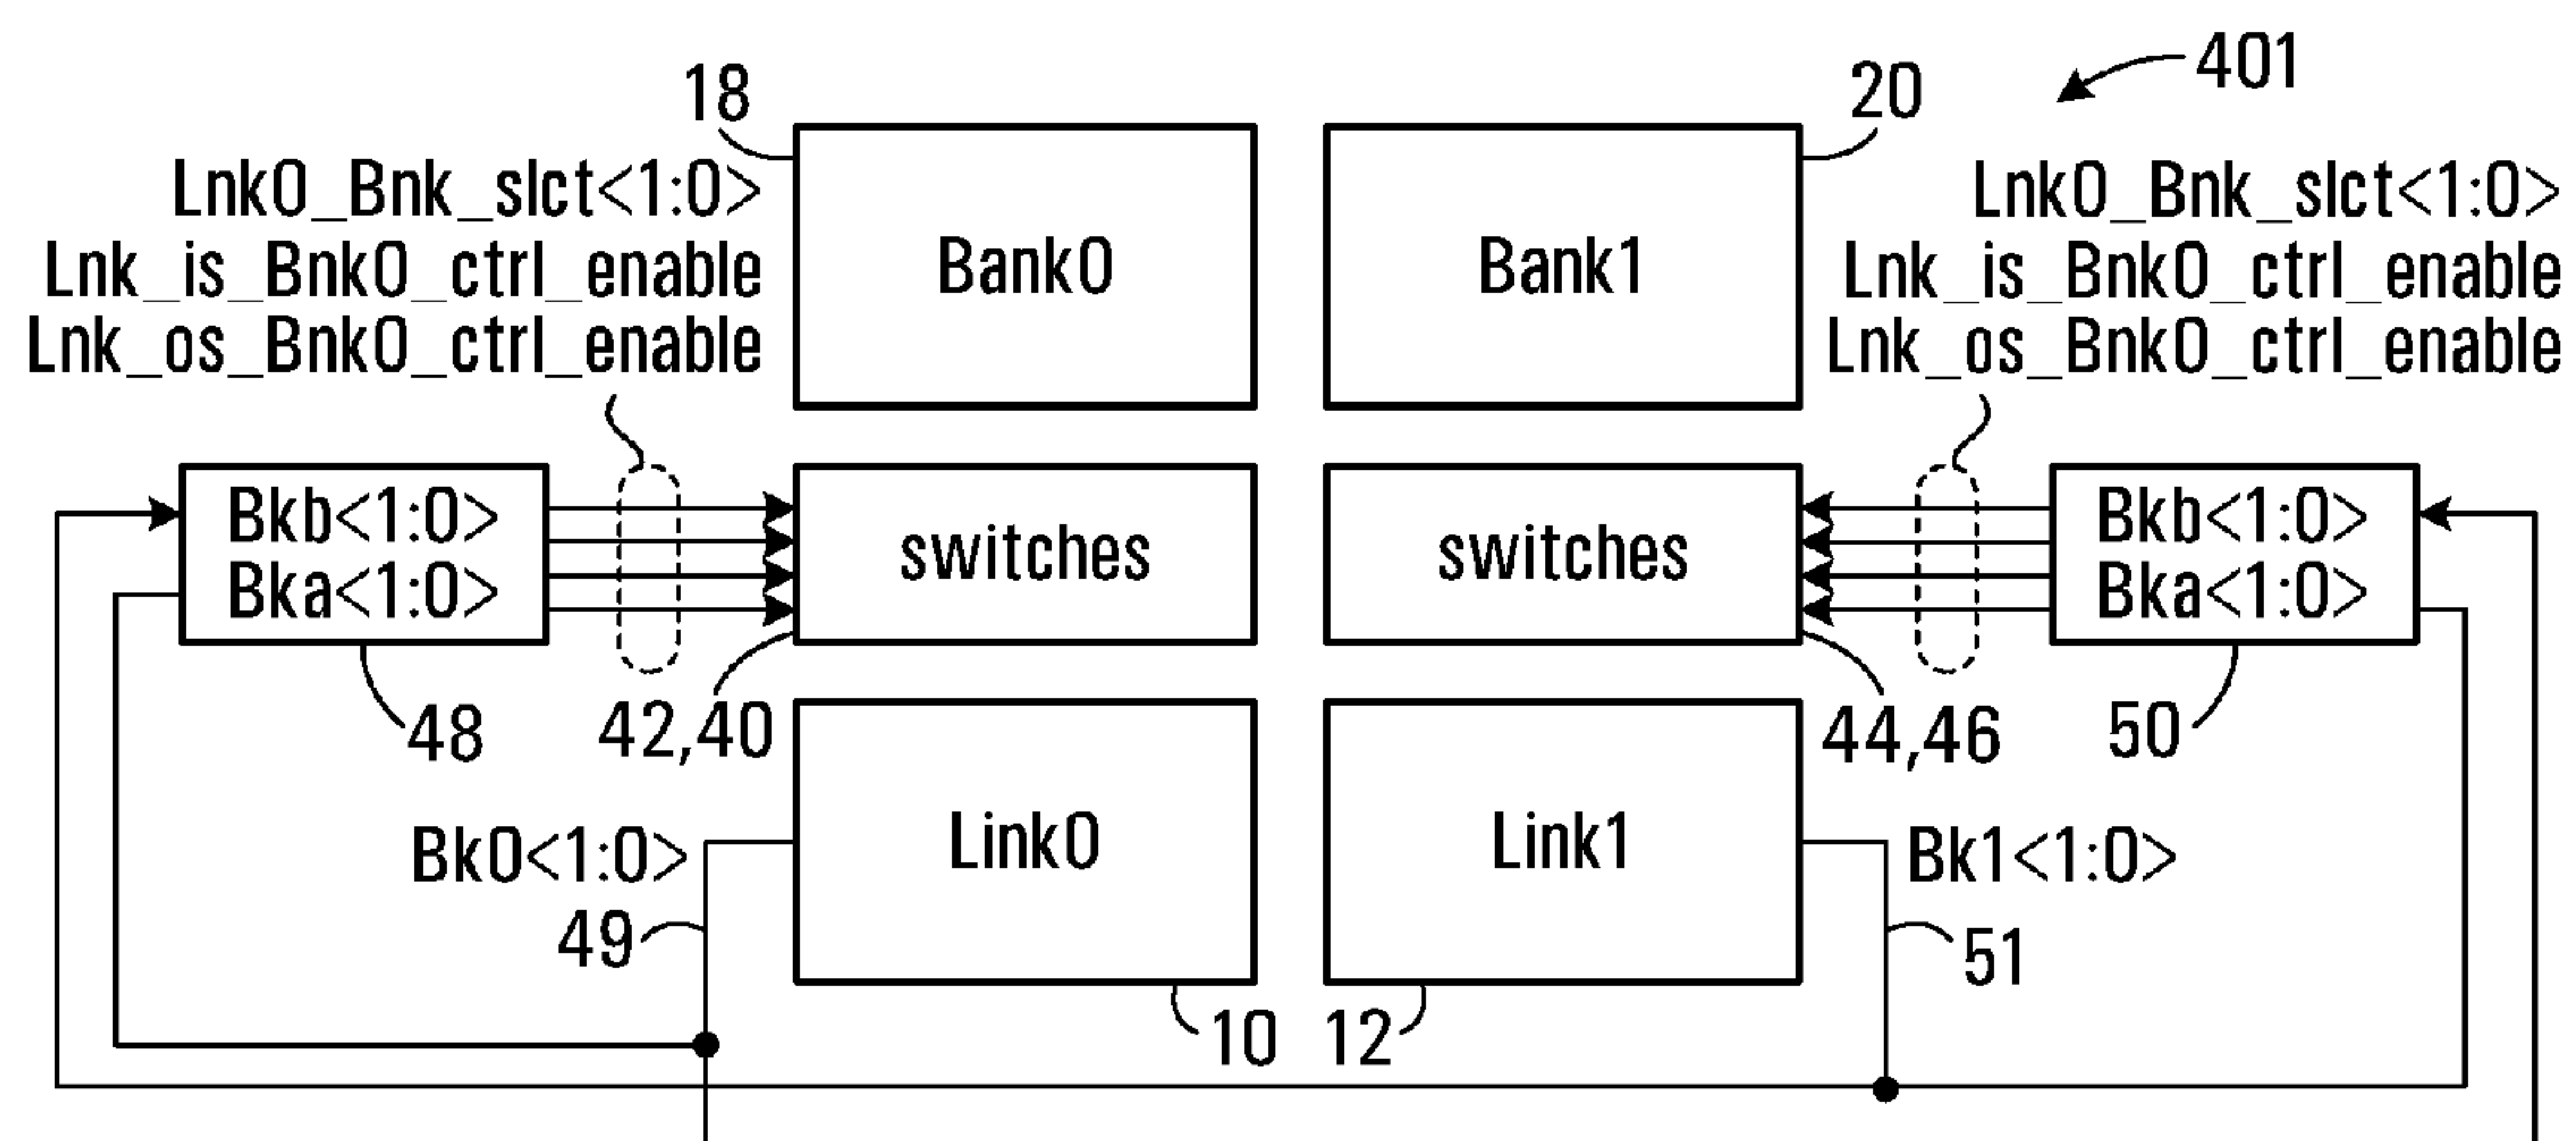 401
18
20
Lnk0_Bnk_slct<1:0>
Lnk_is_Bnk0_ctrl_enable
Lnk_os_Bnk0_ctrl_enable
Bank0
Bank1
Lnk0_Bnk_slct<1:0>
Lnk_is_Bnk0_ctrl_enable
Lnk_os_Bnk0_ctrl_enable
Bkb<1:0>
Bka<1:0>
switches
switches
Bkb<1:0>
Bka<1:0>
48
42,40
44,46
50
Bk0<1:0>
Link0
Link1
Bk1<1:0>
49
51
10
12